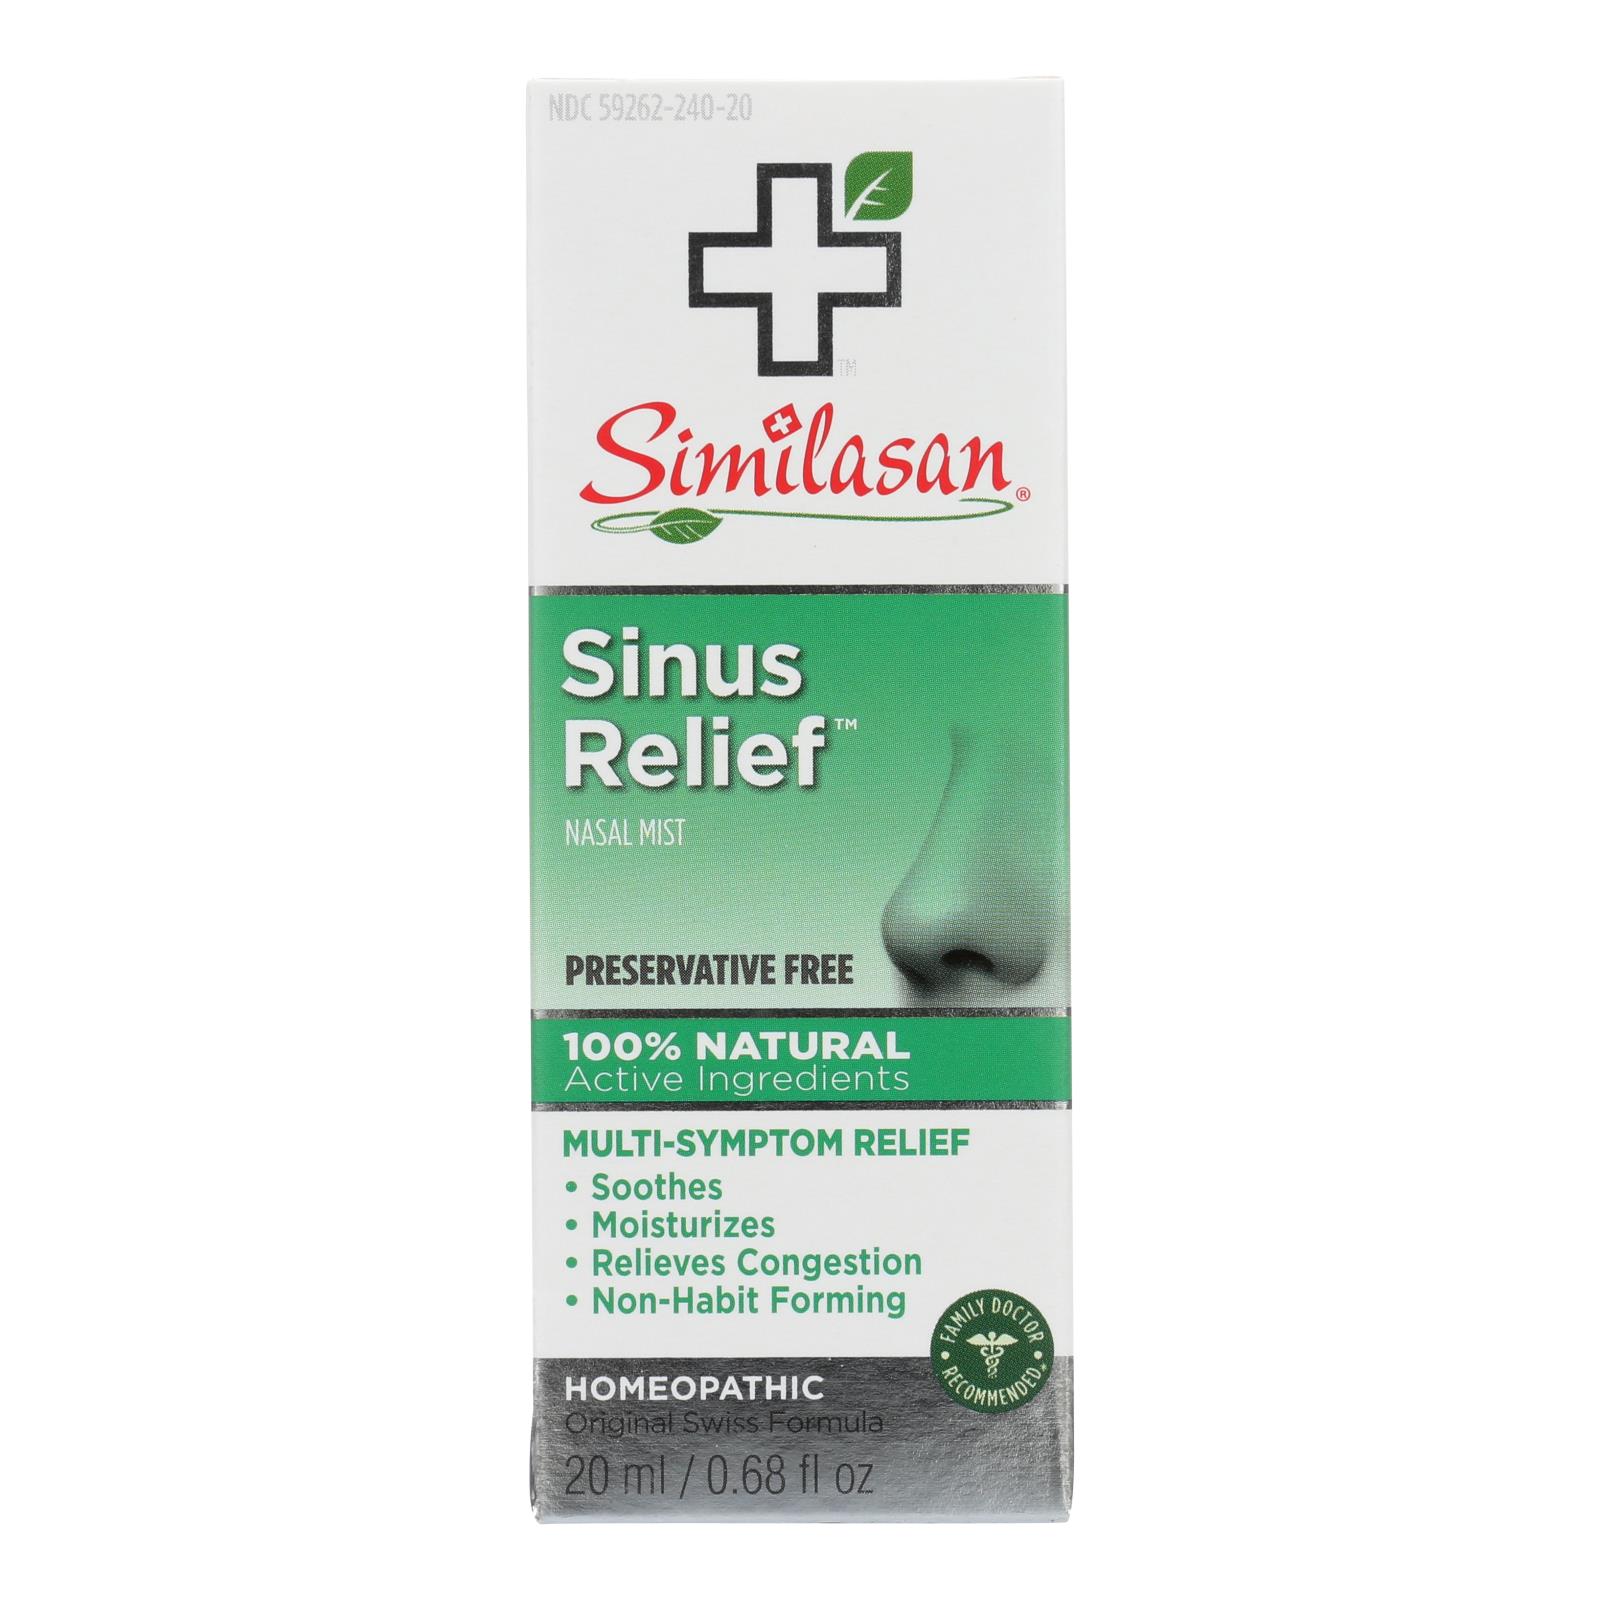 NDC 59262-240-20
TM
Similasan®
Sinus
Relief™
NASAL MIST
PRESERVATIVE FREE
100% NATURAL
Active Ingredients
MULTI-SYMPTOM RELIEF
• Soothes
• Moisturizes
• Relieves Congestion
• Non-Habit Forming
• FAMILY DOCTOR •
RECOMMENDED*
HOMEOPATHIC
Original Swiss Formula
20 ml / 0.68 fl oz